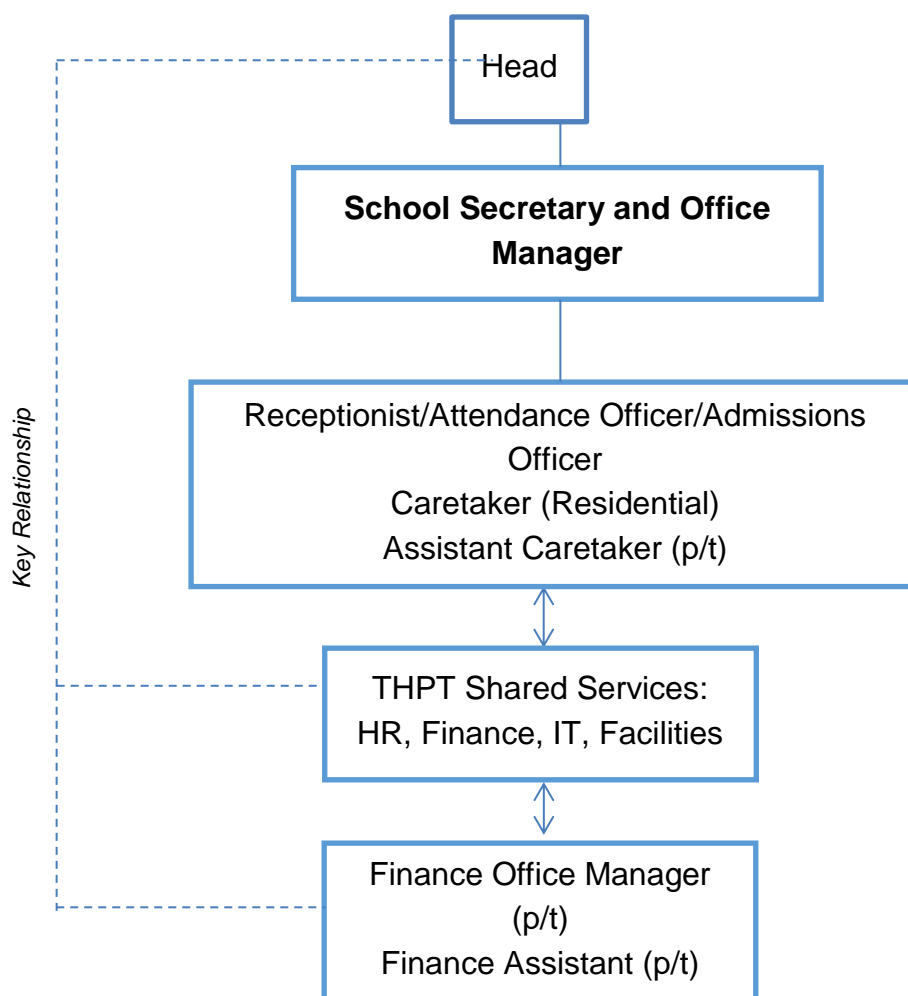 Head
School Secretary and Office
Manager
Receptionist/Attendance Officer/Admissions
Officer
Caretaker (Residential)
Assistant Caretaker (p/t)
Key Relationship
THPT Shared Services:
HR, Finance, IT, Facilities
Finance Office Manager
(p/t)
Finance Assistant (p/t)